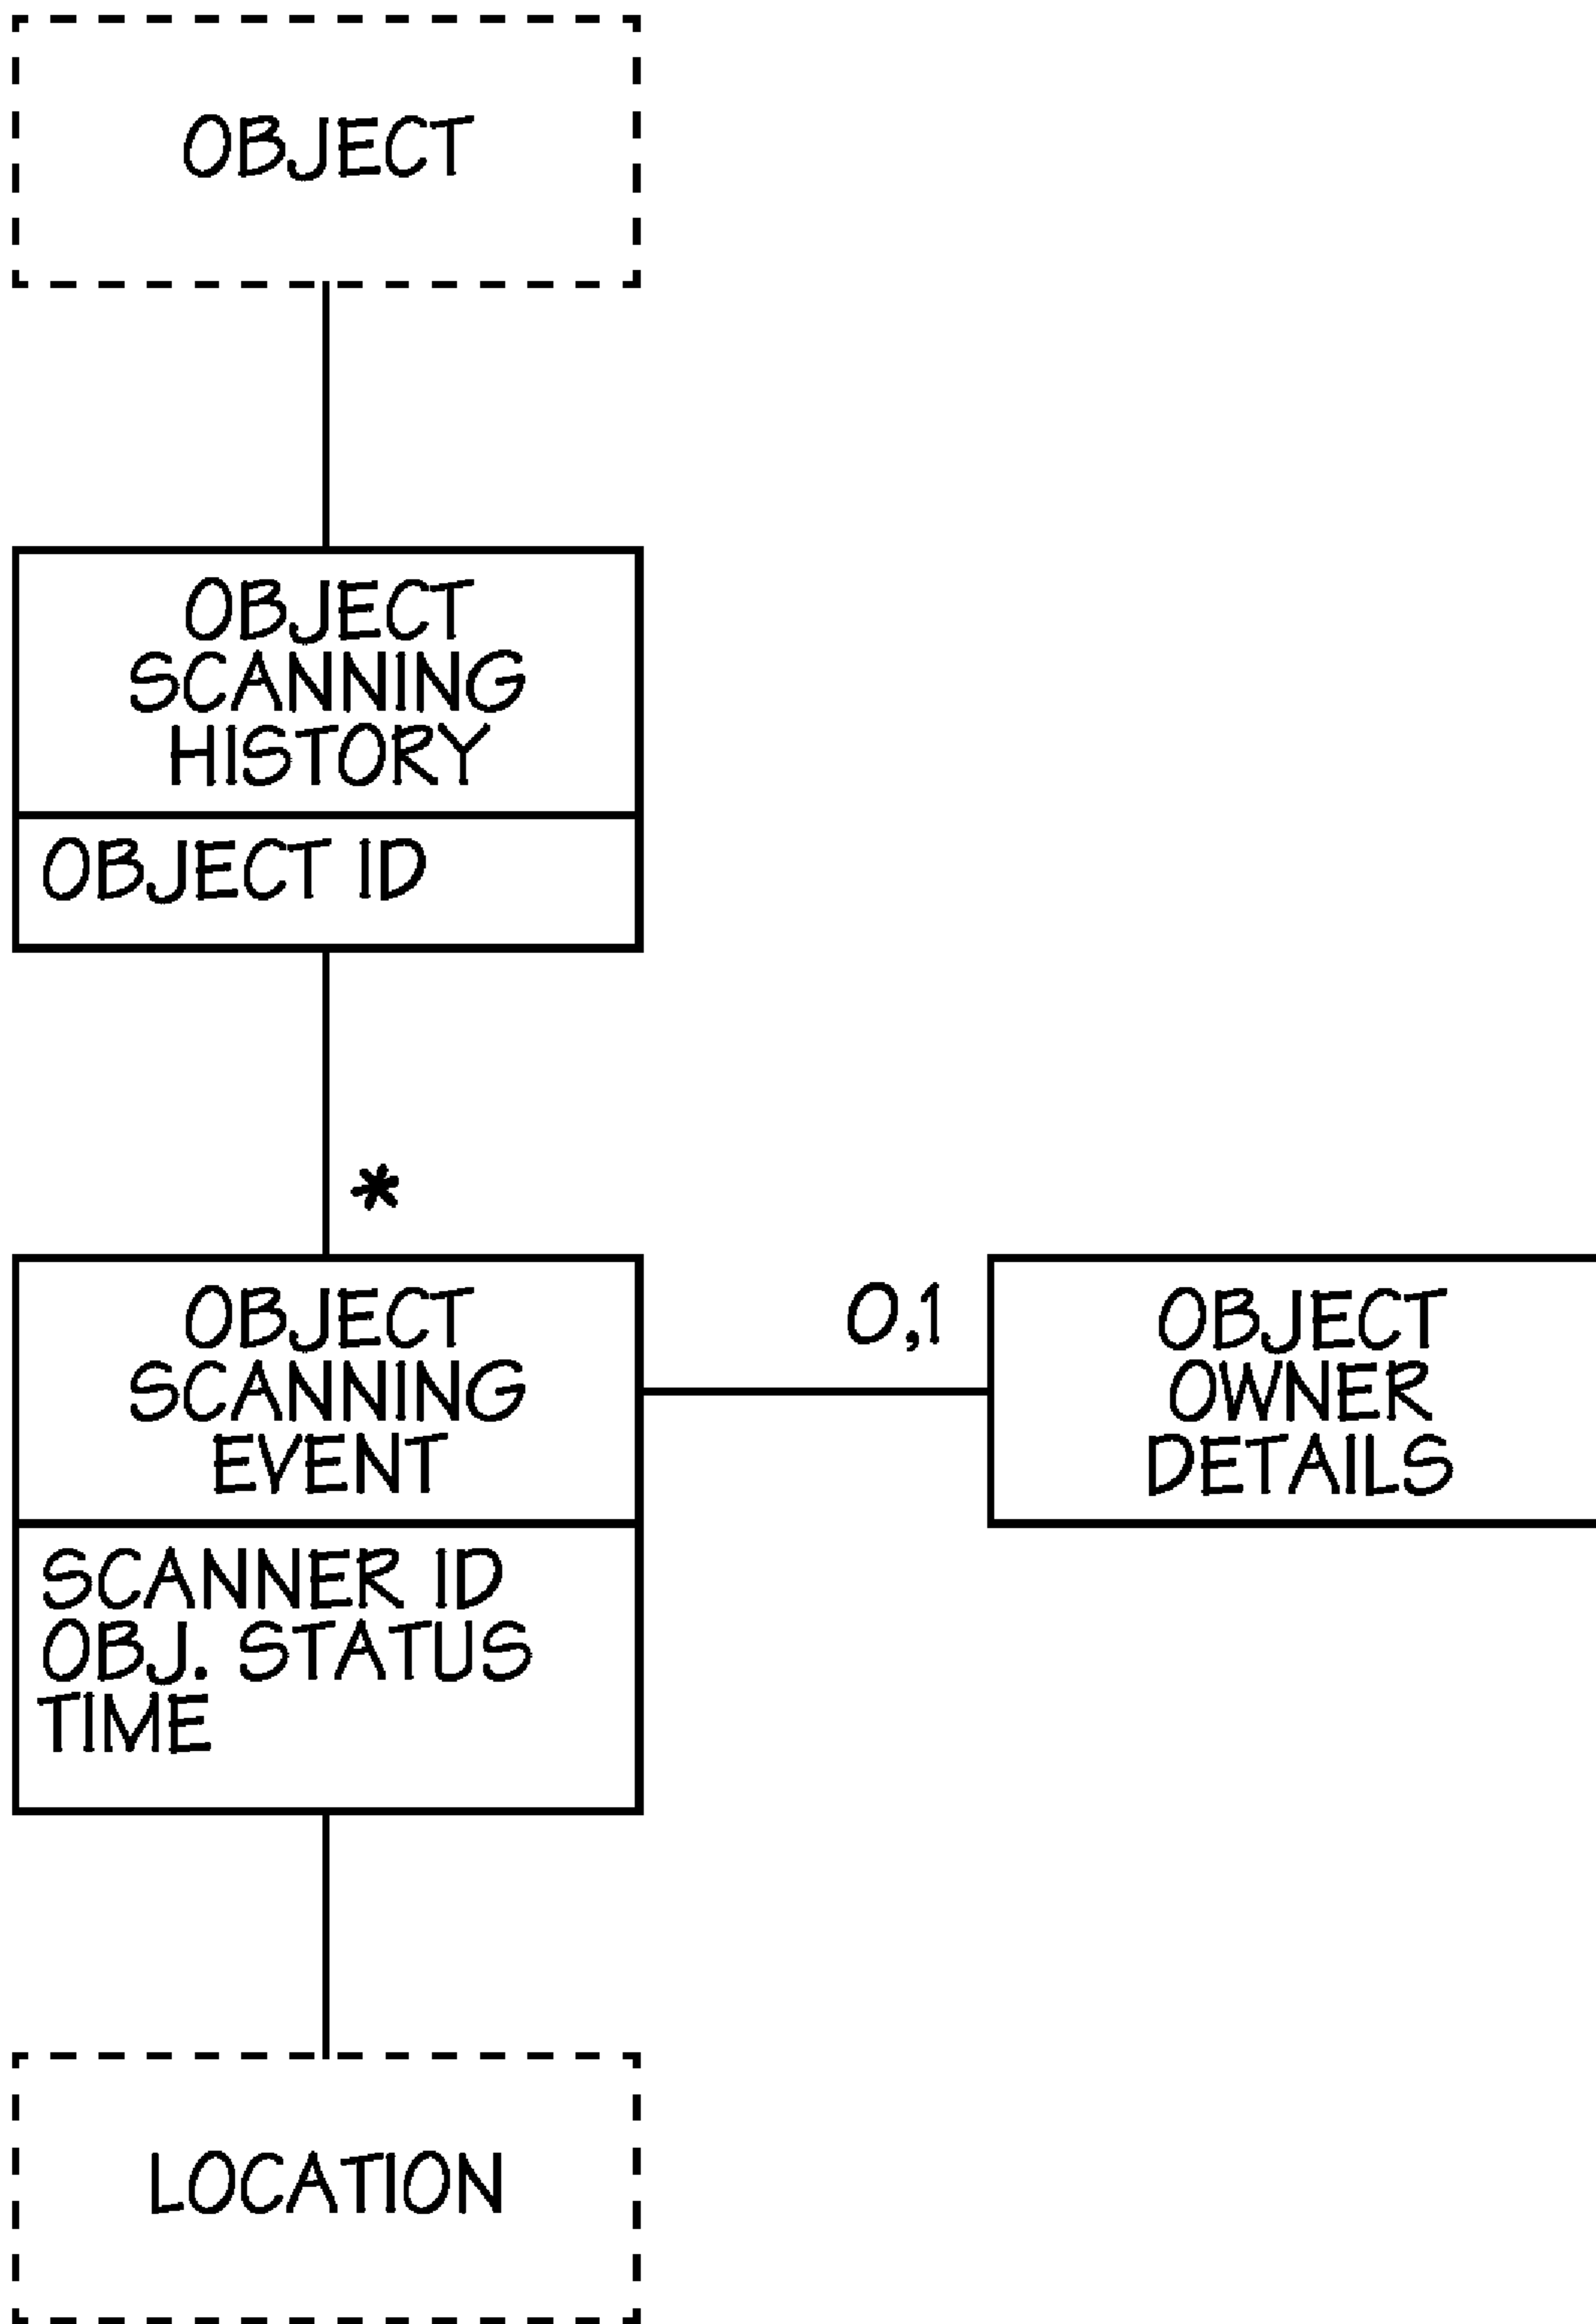 OBJECT
OBJECT
SCANNING
HISTORY
OBJECT ID
*
OBJECT
SCANNING
EVENT
SCANNER ID
OBJ. STATUS
TIME
0,1
OBJECT
OWNER
DETAILS
LOCATION